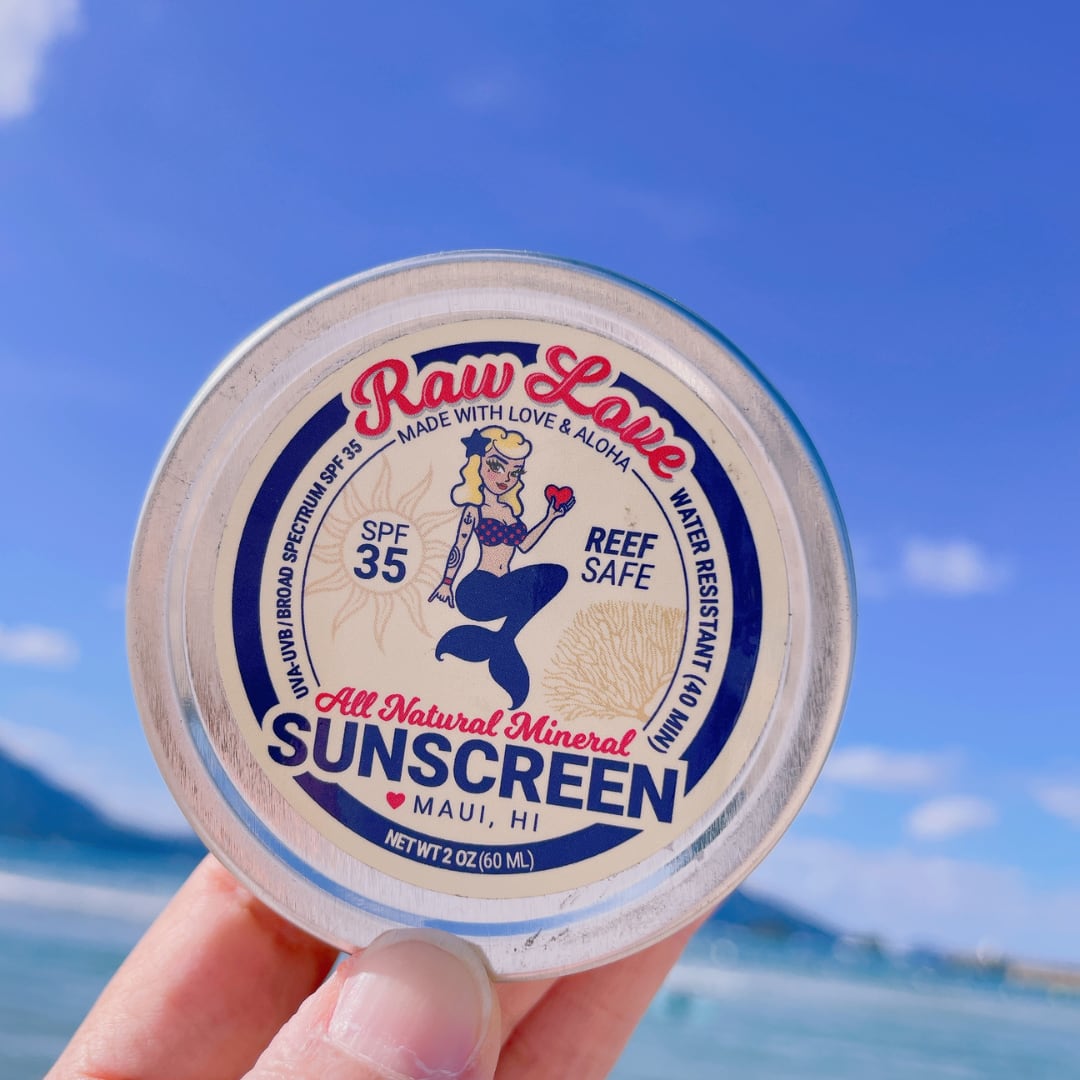 Raw Love
MADE WITH LOVE & ALOHA
UVA-UVB / BROAD SPECTRUM SPF 35
WATER RESISTANT (40 MIN)
SPF
35
REEF
SAFE
All Natural Mineral
SUNSCREEN
MAUI, HI
NET WT 2 OZ (60 ML)